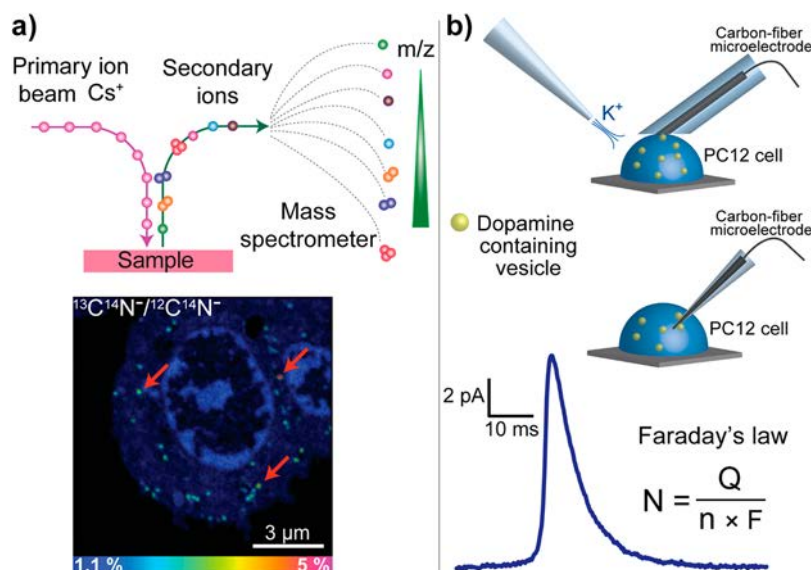 a)
Primary ion
beam Cs⁺
Secondary
ions
m/z
Mass
spectrometer
Sample
¹³C¹⁴N⁻/¹²C¹⁴N⁻
3 µm
1.1 %
5 %
b)
Carbon-fiber
microelectrode
K⁺
PC12 cell
Dopamine
containing
vesicle
Carbon-fiber
microelectrode
PC12 cell
2 pA
10 ms
Faraday's law
N = Q
n × F